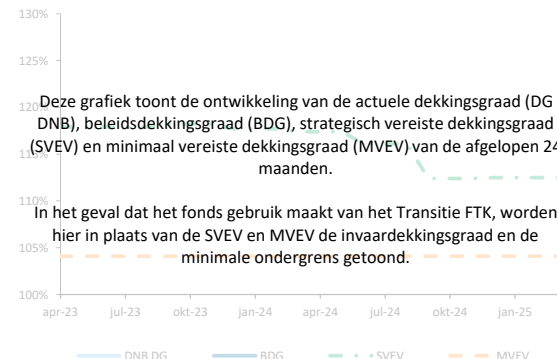 130%
125%
120%
Deze grafiek toont de ontwikkeling van de actuele dekkingsgraad (DG
DNB), beleidsdekkingsgraad (BDG), strategisch vereiste dekkingsgraad
(SVEV) en minimaal vereiste dekkingsgraad (MVEV) van de afgelopen 24
115%
maanden.
110%
In het geval dat het fonds gebruik maakt van het Transitie FTK, worden
hier in plaats van de SVEV en MVEV de invaardekkingsgraad en de
105%
minimale ondergrens getoond.
100%
apr-23 jul-23 okt-23 jan-24 apr-24 jul-24 okt-24 jan-25
DNB DG BDG SVEV MVEV